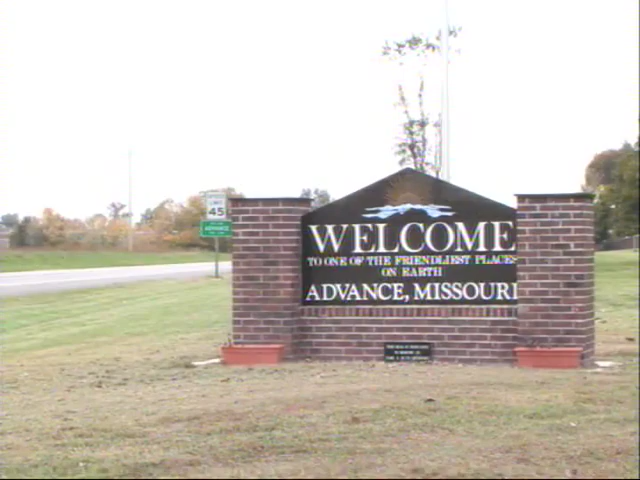 LIMIT
45
ADVANCE
WELCOME
TO ONE OF THE FRIENDLIEST PLACES
ON EARTH
ADVANCE, MISSOURI